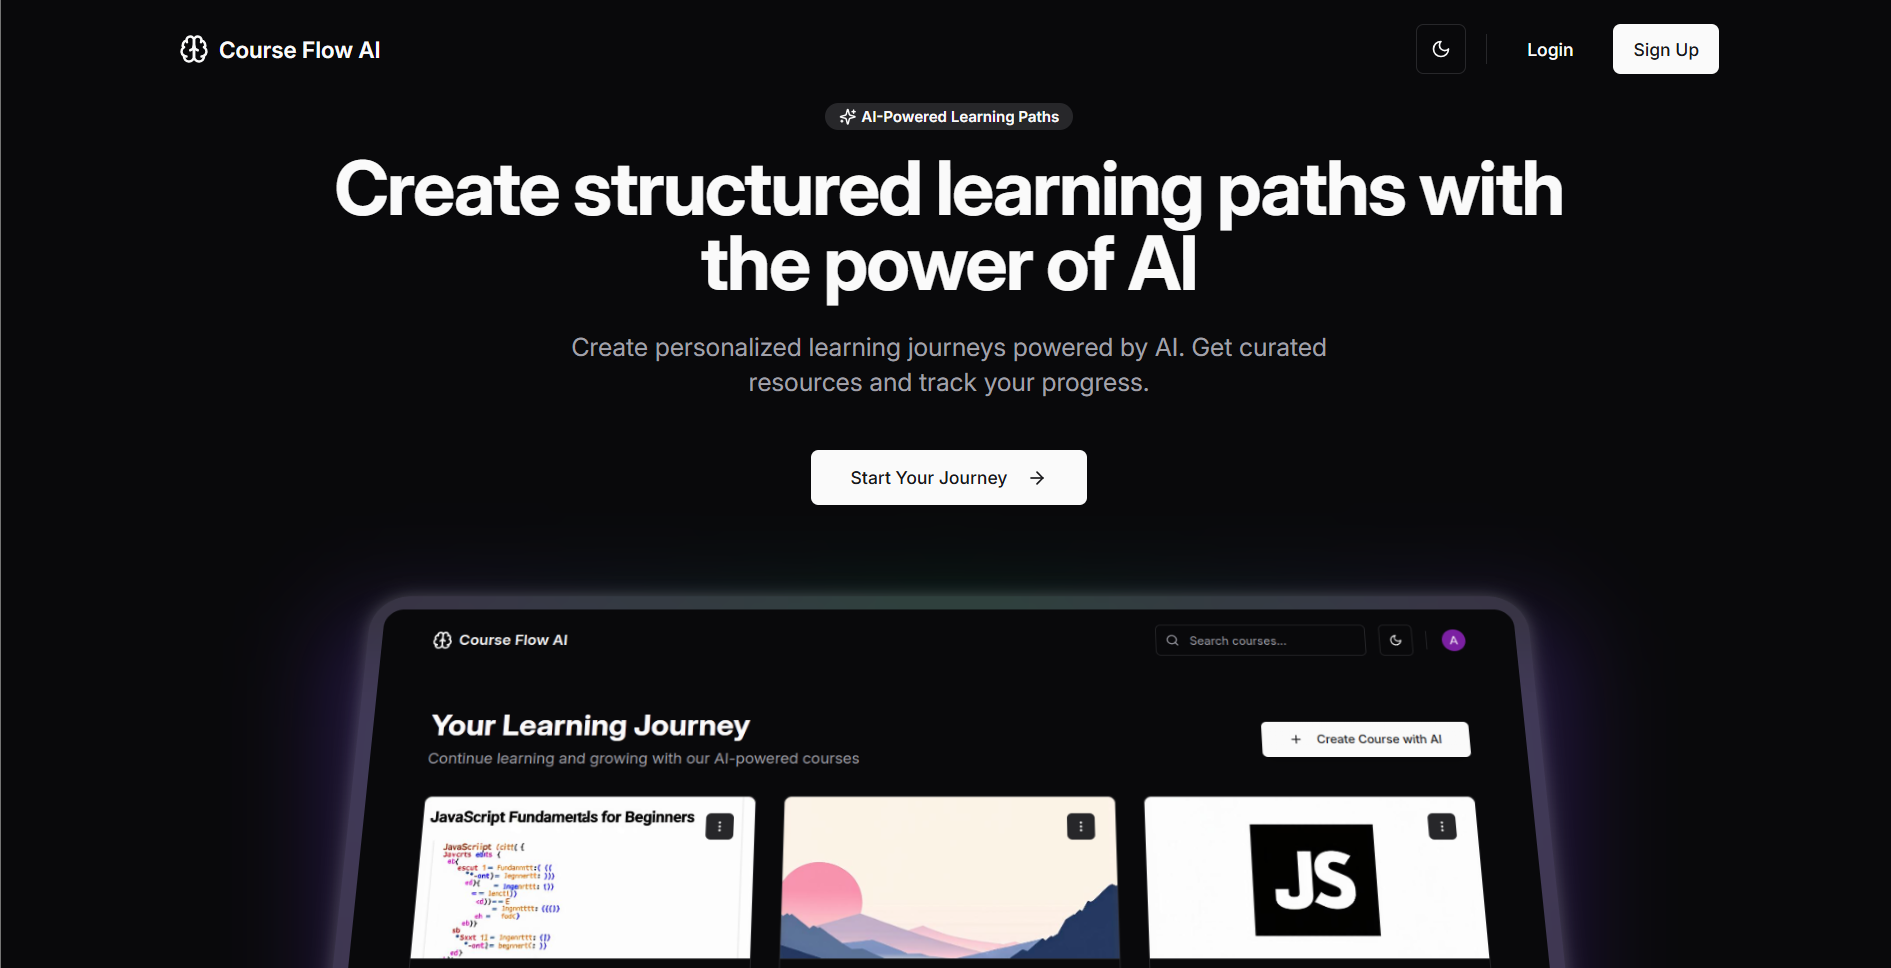 Course Flow AI
Login
Sign Up
AI-Powered Learning Paths
Create structured learning paths with
the power of AI
Create personalized learning journeys powered by AI. Get curated
resources and track your progress.
Start Your Journey
Course Flow AI
Search courses...
A
Your Learning Journey
Continue learning and growing with our AI-powered courses
+ Create Course with AI
JavaScript Fundamentals for Beginners
JS